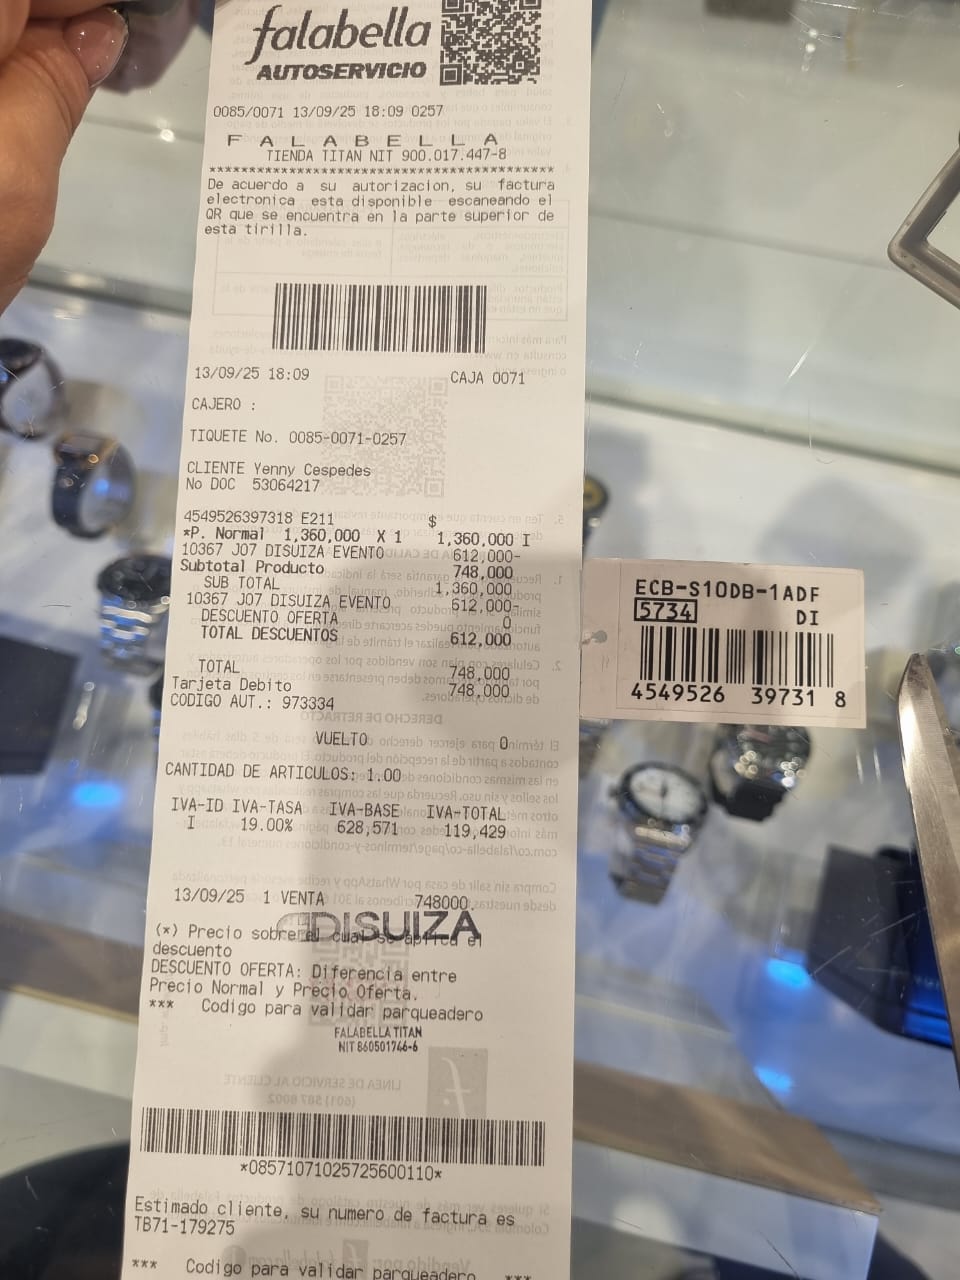 falabella
AUTOSERVICIO
0085/0071 13/09/25 18:09 0257
F A L A B E L L A
TIENDA TITAN NIT 900.017.447-8
******************************************
De acuerdo a su autorizacion, su factura
electronica esta disponible escaneando el
QR que se encuentra en la parte superior de
esta tirilla.
13/09/25 18:09 CAJA 0071
CAJERO :
TIQUETE No. 0085-0071-0257
CLIENTE Yenny Cespedes
No DOC 53064217
4549526397318 E211 $
*P. Normal 1,360,000 X 1 1,360,000 I
10367 J07 DISUIZA EVENTO 612,000-
Subtotal Producto 748,000
SUB TOTAL 1,360,000
10367 J07 DISUIZA EVENTO 612,000-
DESCUENTO OFERTA 0
TOTAL DESCUENTOS 612,000
TOTAL 748,000
Tarjeta Debito 748,000
CODIGO AUT.: 973334
VUELTO 0
CANTIDAD DE ARTICULOS: 1.00
IVA-ID IVA-TASA IVA-BASE IVA-TOTAL
I 19.00% 628,571 119,429
13/09/25 1 VENTA 748000
DISUIZA
(*) Precio sobre el cual se aplica el
descuento
DESCUENTO OFERTA: Diferencia entre
Precio Normal y Precio Oferta.
*** Codigo para validar parqueadero
FALABELLA TITAN
NIT 860501746-6
*08571071025725600110*
Estimado cliente, su numero de factura es
TB71-179275
*** Codigo para validar parqueadero ***
ECB-S10DB-1ADF
5734 DI
4549526 39731 8